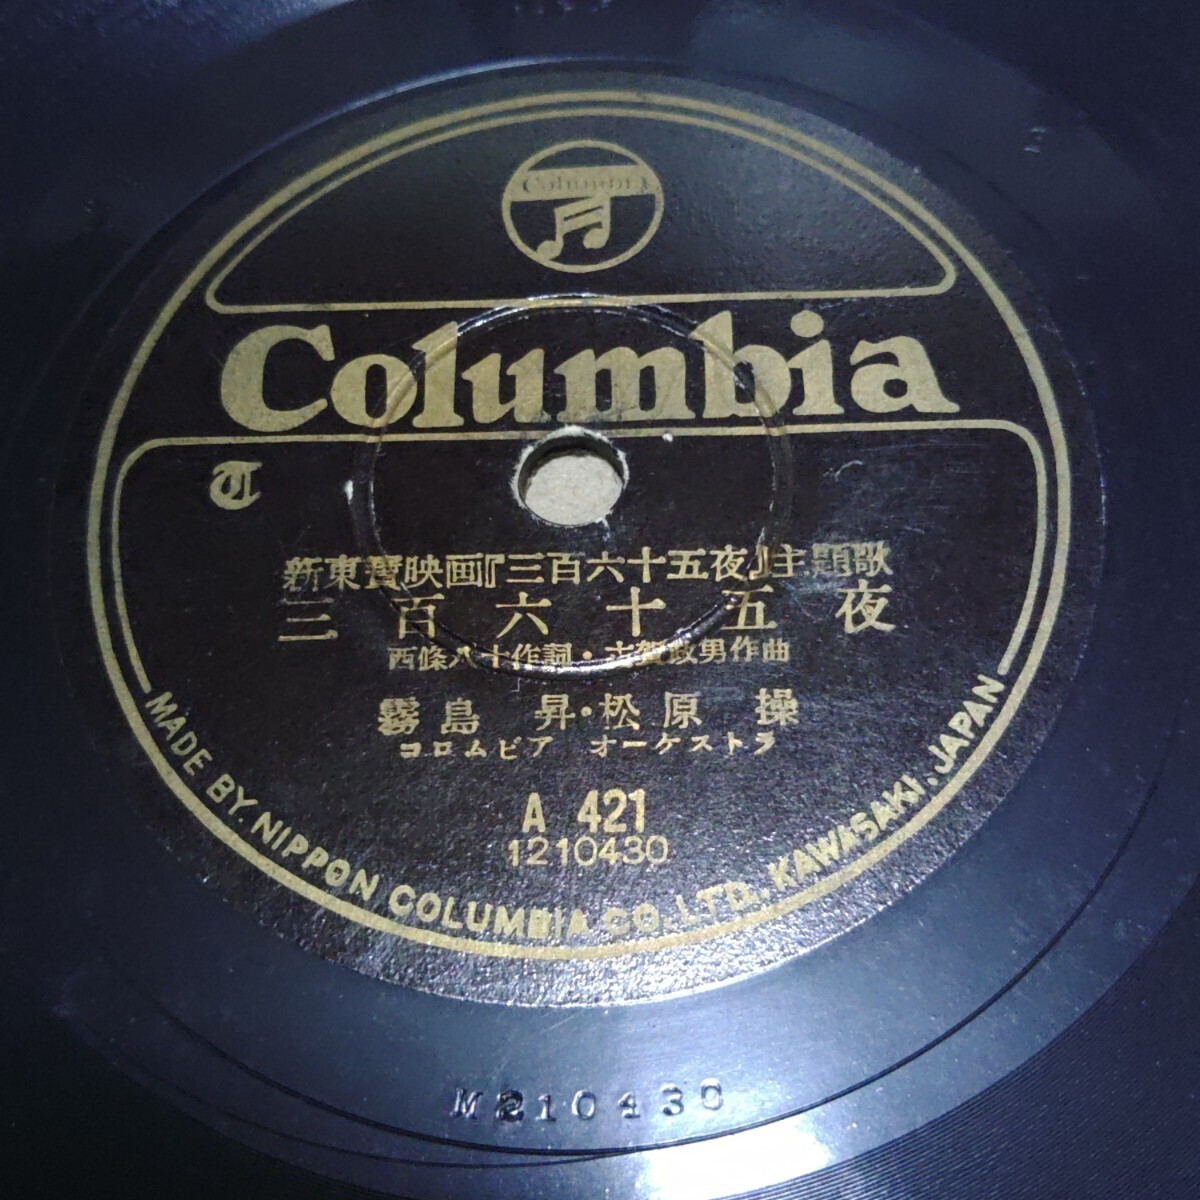 Columbia
Columbia
T
新東寶映画『三百六十五夜』主題歌
三百六十五夜
西條八十作詞・古賀政男作曲
霧島 昇・松原 操
コロムビア オーケストラ
A 421
1210430
MADE BY. NIPPON COLUMBIA CO., LTD. KAWASAKI. JAPAN
M210430